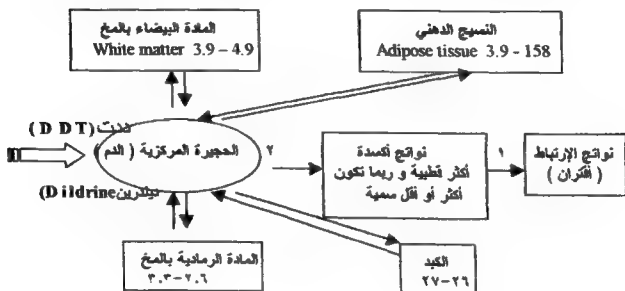 المادة البيضاء بالمخ
White matter 3.9 – 4.9
النسيج الدهني
Adipose tissue 3.9 - 158
ددت (D D T)
الحجيرة المركزية ( الدم )
٢
نواتج أكسدة
أكثر قطبية و ربما تكون
أكثر أو أقل سمية
١
نواتج الإرتباط
( أقتران )
ديلدرين Dildrine)
المادة الرمادية بالمخ
٢.٦-٣.٣
الكبد
٢٦-٢٧